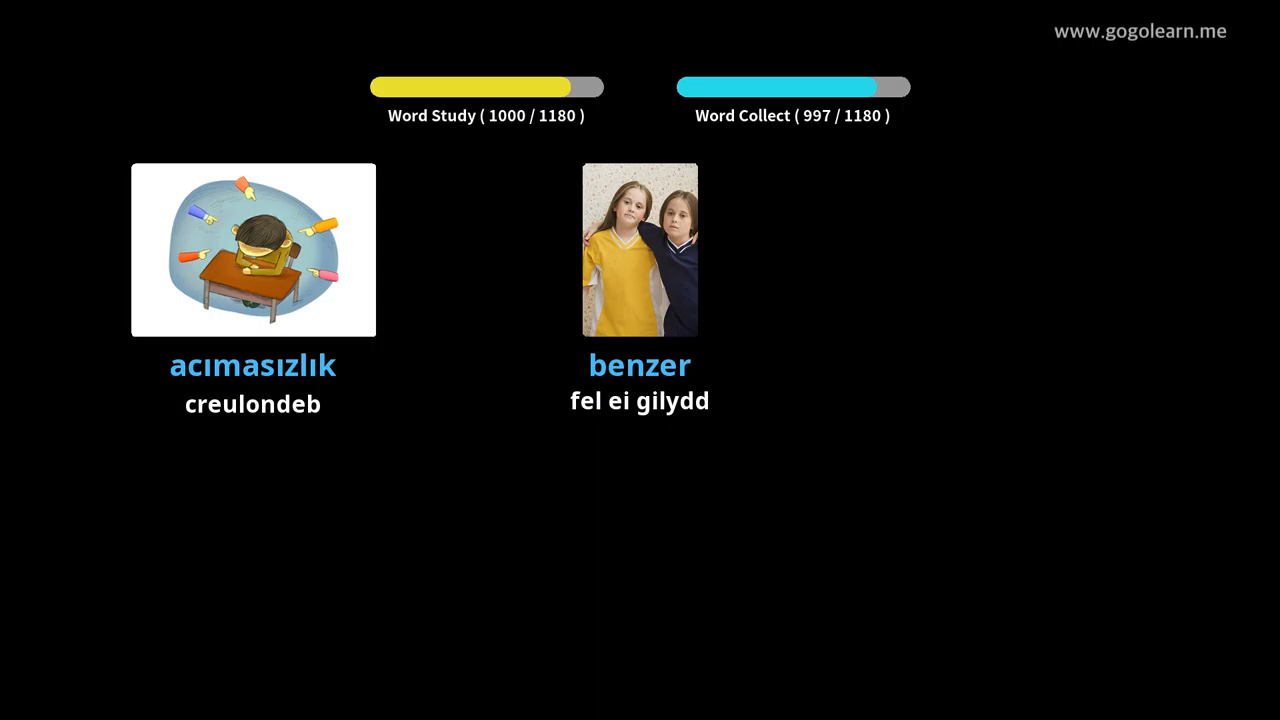 www.gogolearn.me
Word Study ( 1000 / 1180 )
Word Collect ( 997 / 1180 )
acımasızlık
creulondeb
benzer
fel ei gilydd